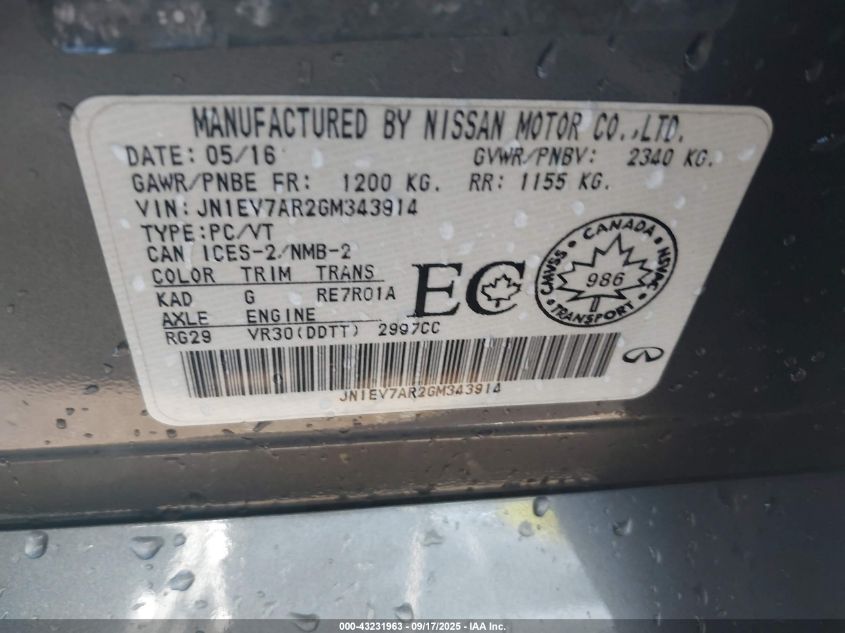 MANUFACTURED BY NISSAN MOTOR CO.,LTD.
DATE: 05/16 GVWR/PNBV: 2340 KG.
GAWR/PNBE FR: 1200 KG. RR: 1155 KG.
VIN: JN1EV7AR2GM343914
TYPE:PC/VT
CAN ICES-2/NMB-2
COLOR TRIM TRANS
KAD G RE7R01A
AXLE ENGINE
RG29 VR30(DDTT) 2997CC
EC
CANADA
CMVSS NSVAC
986
TRANSPORT
JN1EV7AR2GM343914
000-43231963 - 09/17/2025 - IAA Inc.